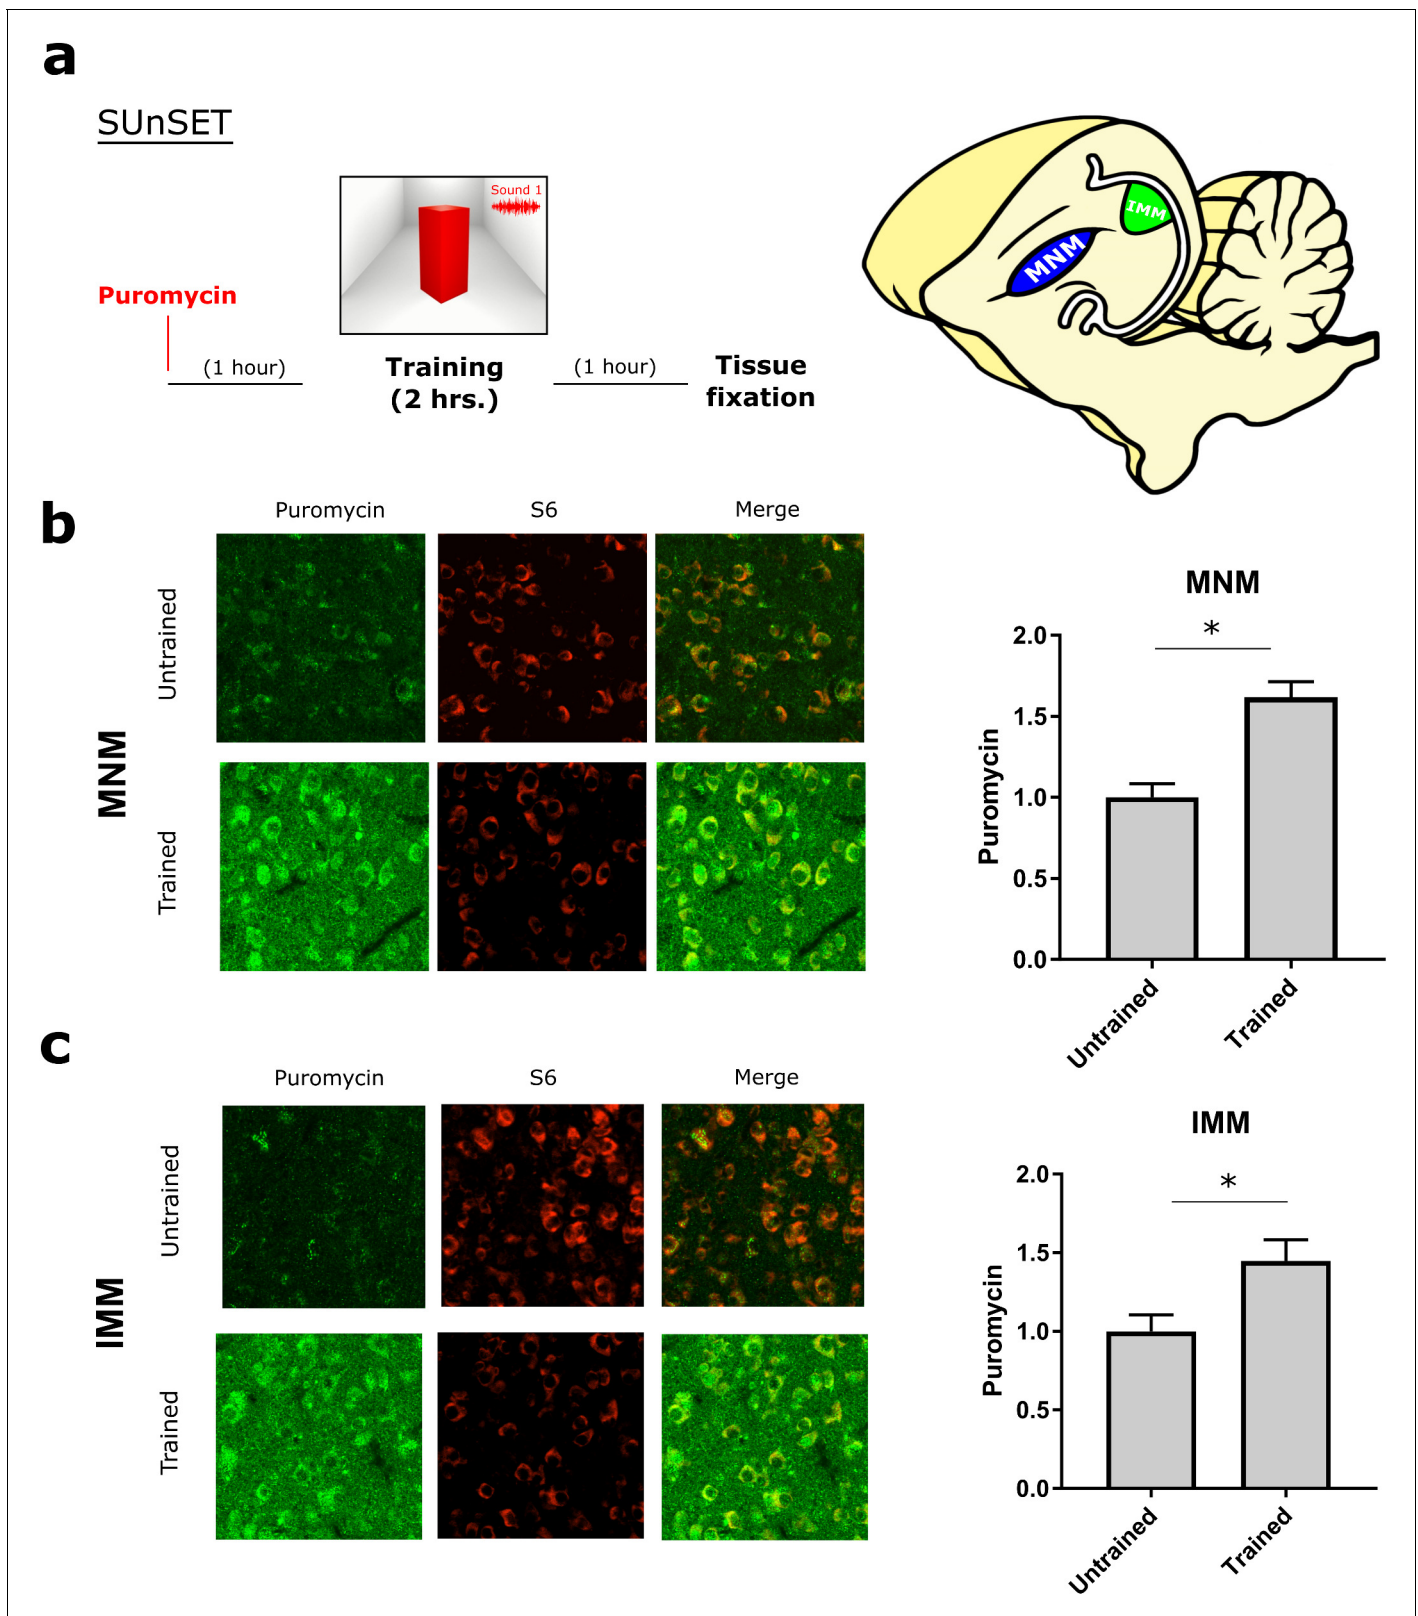 a
SUnSET
Sound 1
Puromycin
(1 hour)
Training
(2 hrs.)
(1 hour)
Tissue
fixation
IMM
MNM
b
Puromycin
S6
Merge
MNM
Untrained
Trained
MNM
*
Puromycin
2.0
1.5
1.0
0.5
0.0
Untrained
Trained
c
Puromycin
S6
Merge
IMM
Untrained
Trained
IMM
*
Puromycin
2.0
1.5
1.0
0.5
0.0
Untrained
Trained